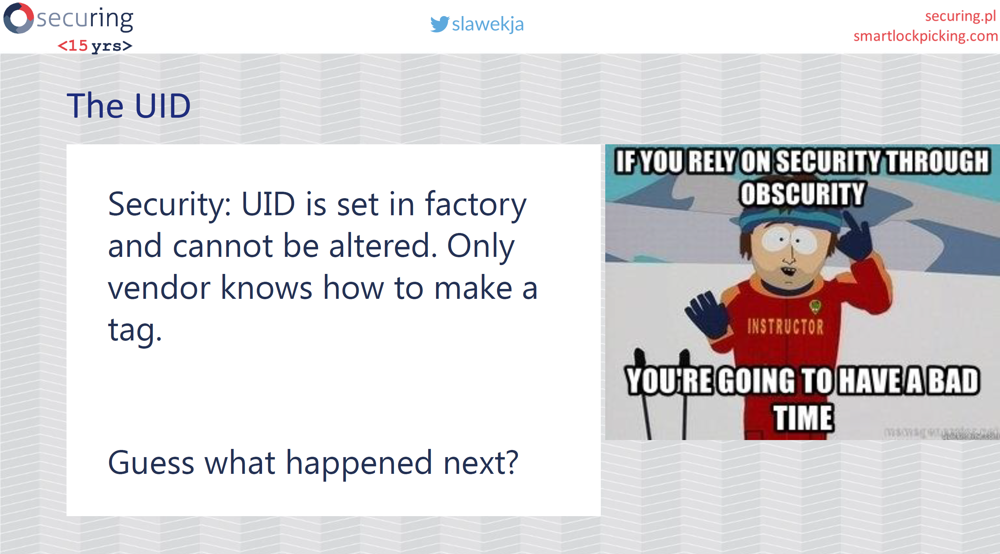 securing
<15 yrs>
slawekja
securing.pl
smartlockpicking.com
The UID
Security: UID is set in factory
and cannot be altered. Only
vendor knows how to make a
tag.
Guess what happened next?
IF YOU RELY ON SECURITY THROUGH
OBSCURITY
INSTRUCTOR
YOU'RE GOING TO HAVE A BAD
TIME